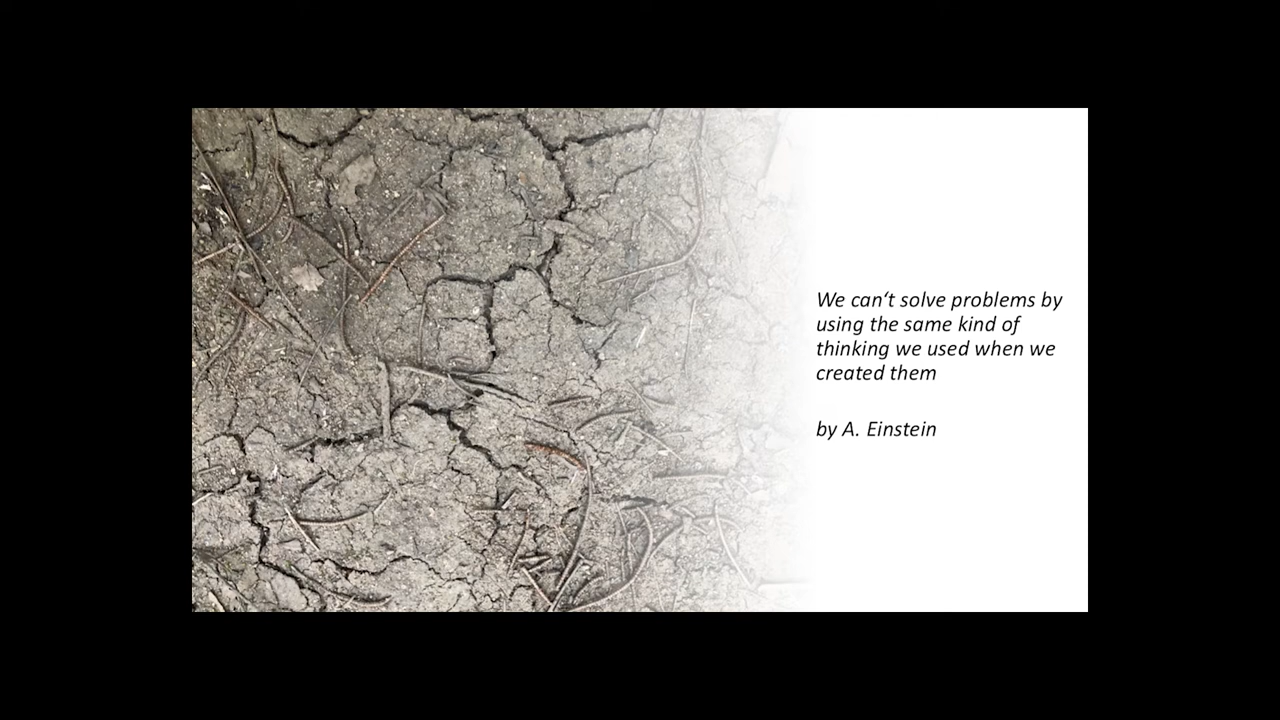 We can‘t solve problems by
using the same kind of
thinking we used when we
created them
by A. Einstein